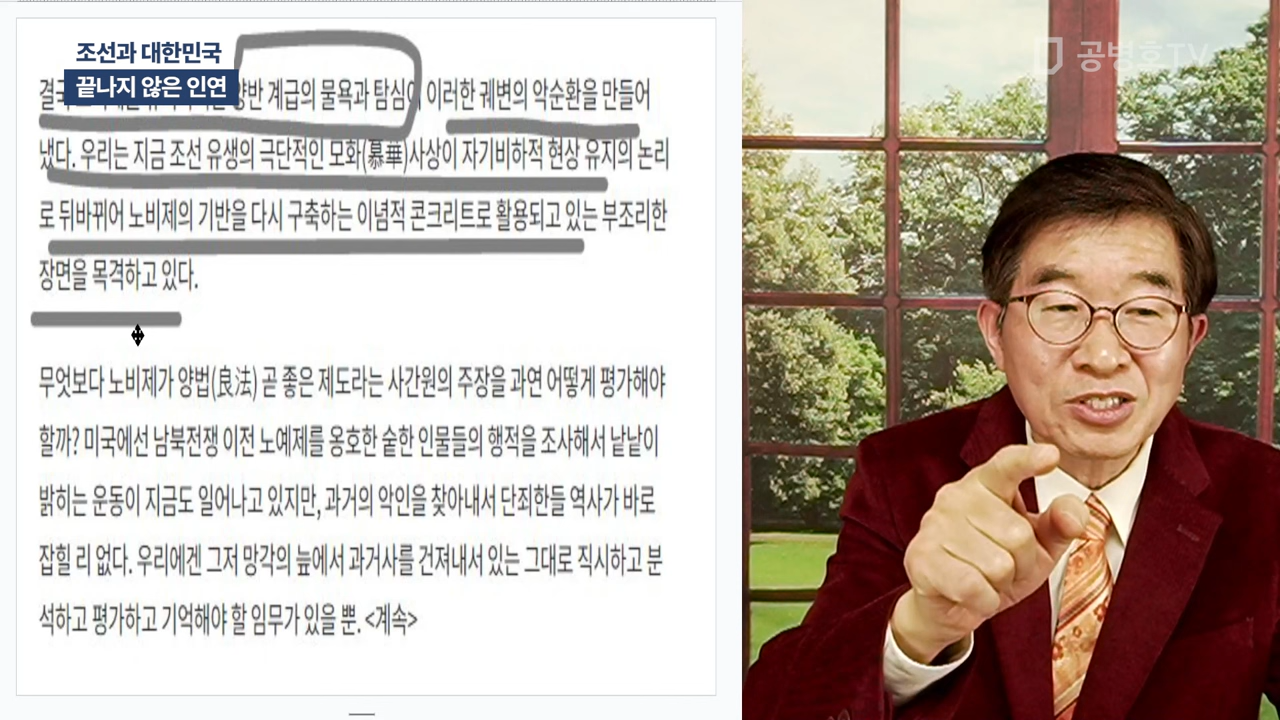 조선과 대한민국
끝나지 않은 인연
공병호TV
결국 양반 계급의 물욕과 탐심이 이러한 궤변의 악순환을 만들어
냈다. 우리는 지금 조선 유생의 극단적인 모화(慕華)사상이 자기비하적 현상 유지의 논리
로 뒤바뀌어 노비제의 기반을 다시 구축하는 이념적 콘크리트로 활용되고 있는 부조리한
장면을 목격하고 있다.
무엇보다 노비제가 양법(良法) 곧 좋은 제도라는 사간원의 주장을 과연 어떻게 평가해야
할까? 미국에선 남북전쟁 이전 노예제를 옹호한 숱한 인물들의 행적을 조사해서 낱낱이
밝히는 운동이 지금도 일어나고 있지만, 과거의 악인을 찾아내서 단죄한들 역사가 바로
잡힐 리 없다. 우리에겐 그저 망각의 늪에서 과거사를 건져내서 있는 그대로 직시하고 분
석하고 평가하고 기억해야 할 임무가 있을 뿐. <계속>